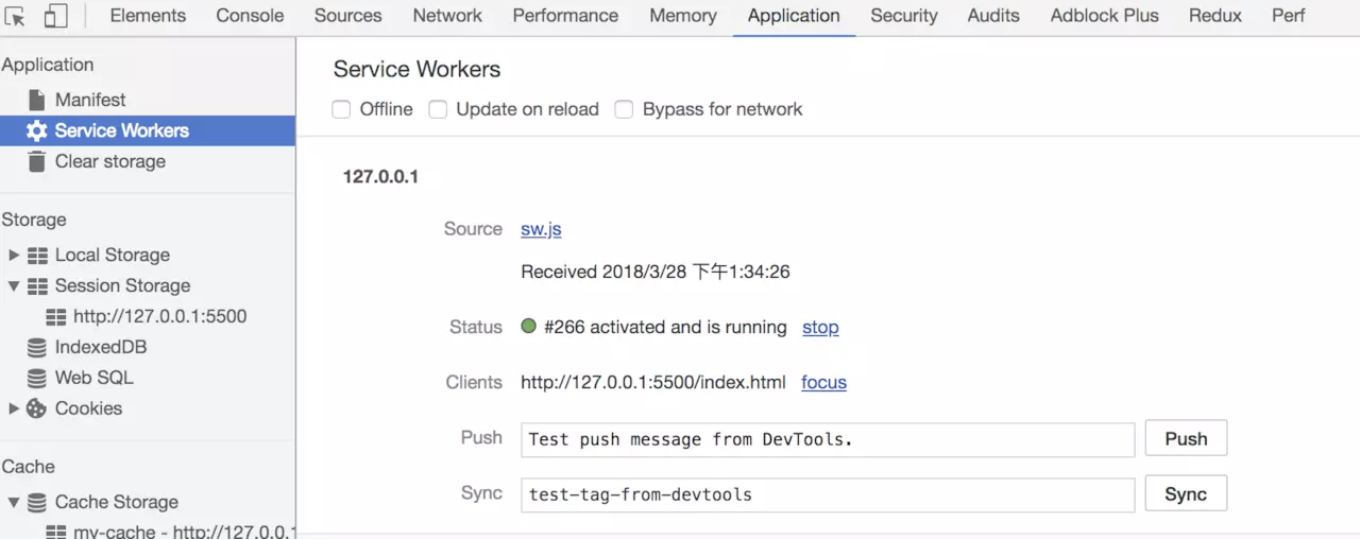 Elements Console Sources Network Performance Memory Application Security Audits Adblock Plus Redux Perf
Application
Manifest
Service Workers
Clear storage
Storage
Local Storage
Session Storage
http://127.0.0.1:5500
IndexedDB
Web SQL
Cookies
Cache
Cache Storage
my-cache - http://127.0.0.1
Service Workers
Offline Update on reload Bypass for network
127.0.0.1
Source sw.js
Received 2018/3/28 下午1:34:26
Status #266 activated and is running stop
Clients http://127.0.0.1:5500/index.html focus
Push Test push message from DevTools. Push
Sync test-tag-from-devtools Sync